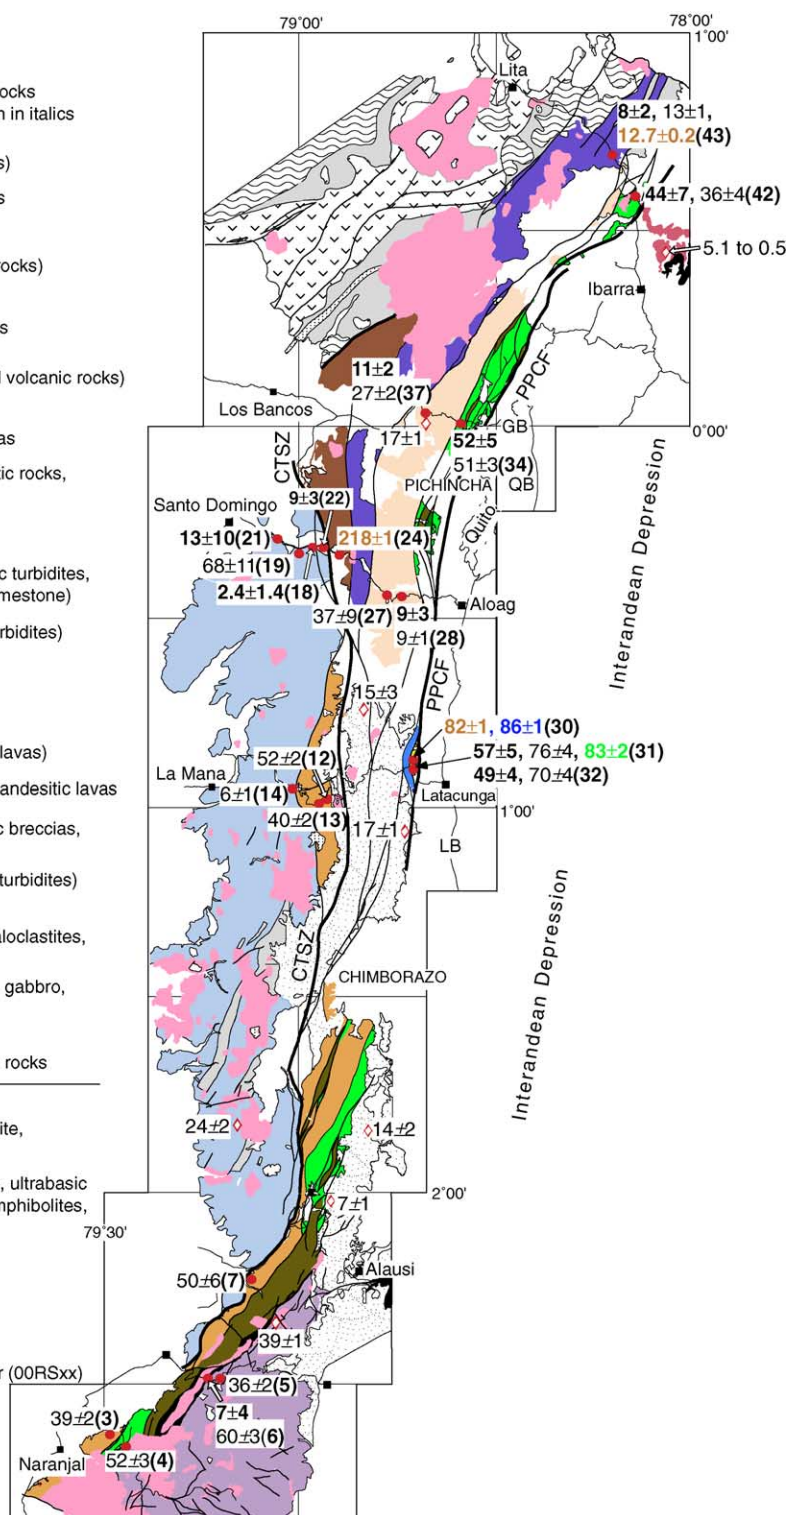 79°00'
78°00'
1°00'
ocks
n in italics
s)
s
rocks)
s
l volcanic rocks)
as
tic rocks,
ic turbidites,
mestone)
rbidites)
lavas)
andesitic lavas
c breccias,
turbidites)
aloclastites,
gabbro,
rocks
ite,
, ultrabasic
mphibolites,
r (00RSxx)
Lita
8±2, 13±1,
12.7±0.2(43)
44±7, 36±4(42)
5.1 to 0.5
Ibarra
PPCF
11±2
27±2(37)
Los Bancos
17±1
GB
0°00'
52±5
51±3(34)
CTSZ
PICHINCHA
QB
9±3(22)
Santo Domingo
Quito
13±10(21)
218±1(24)
68±11(19)
2.4±1.4(18)
Aloag
37±9(27)
9±3
9±1(28)
Interandean Depression
PPCF
15±3
82±1, 86±1(30)
57±5, 76±4, 83±2(31)
49±4, 70±4(32)
52±2(12)
La Mana
6±1(14)
Latacunga
1°00'
40±2(13)
17±1
LB
CTSZ
CHIMBORAZO
Interandean Depression
24±2
14±2
2°00'
7±1
79°30'
Alausi
50±6(7)
39±1
36±2(5)
7±4
60±3(6)
39±2(3)
52±3(4)
Naranjal